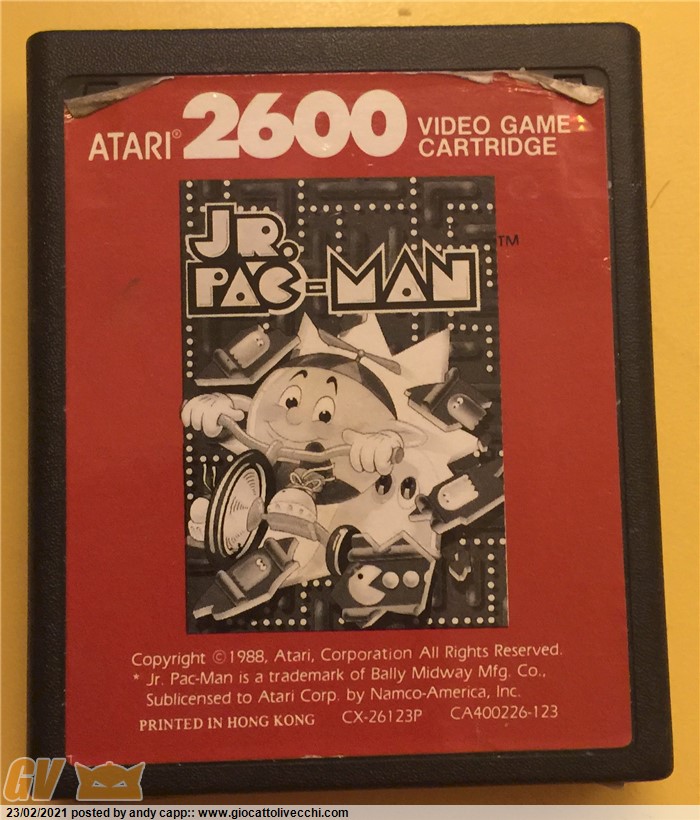 ATARI® 2600 VIDEO GAME
CARTRIDGE
JR.
PAC-MAN
TM
Copyright ©1988, Atari, Corporation All Rights Reserved.
* Jr. Pac-Man is a trademark of Bally Midway Mfg. Co.,
Sublicensed to Atari Corp. by Namco-America, Inc.
PRINTED IN HONG KONG CX-26123P CA400226-123
GV
23/02/2021 posted by andy capp:: www.giocattolivecchi.com